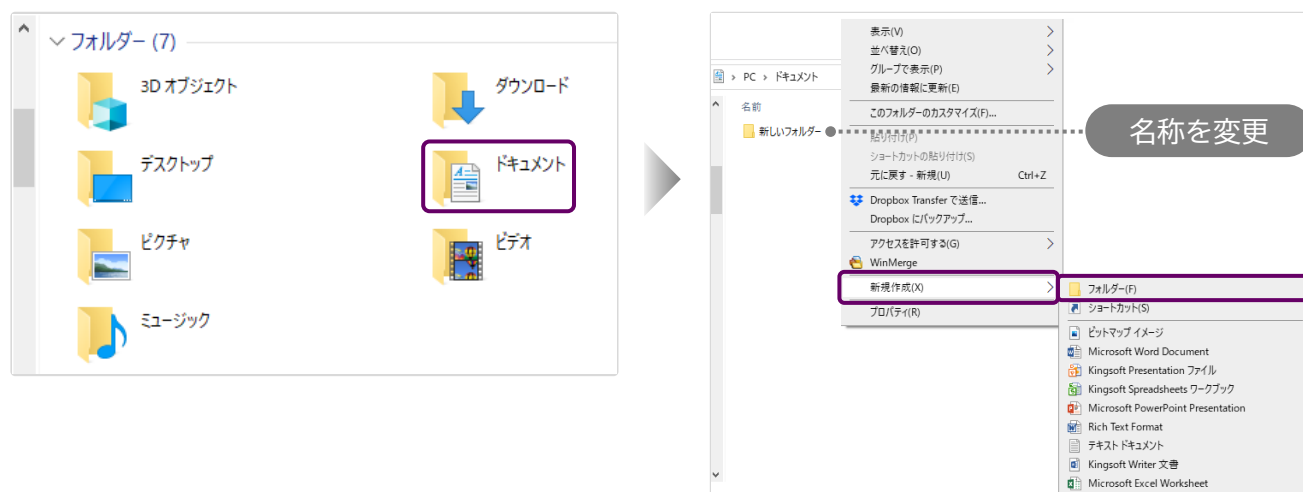 フォルダー (7)
3D オブジェクト
ダウンロード
デスクトップ
ドキュメント
ピクチャ
ビデオ
ミュージック
PC › ドキュメント
名前
新しいフォルダー
表示(V)
並べ替え(O)
グループで表示(P)
最新の情報に更新(E)
このフォルダーのカスタマイズ(F)...
貼り付け(P)
ショートカットの貼り付け(S)
元に戻す - 新規(U) Ctrl+Z
Dropbox Transfer で送信...
Dropbox にバックアップ...
アクセスを許可する(G)
WinMerge
新規作成(X)
プロパティ(R)
名称を変更
フォルダー(F)
ショートカット(S)
ビットマップ イメージ
Microsoft Word Document
Kingsoft Presentation ファイル
Kingsoft Spreadsheets ワークブック
Microsoft PowerPoint Presentation
Rich Text Format
テキスト ドキュメント
Kingsoft Writer 文書
Microsoft Excel Worksheet